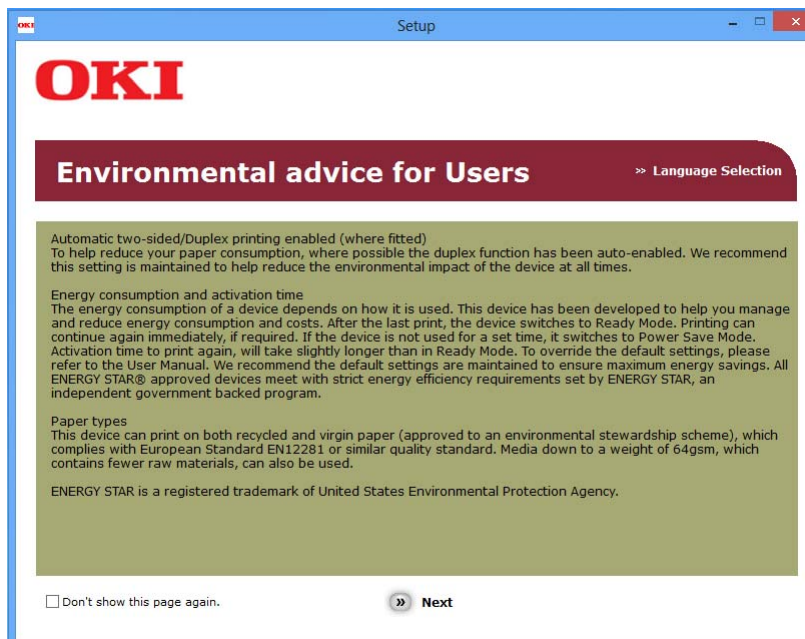 OKI
Setup
OKI
Environmental advice for Users
» Language Selection
Automatic two-sided/Duplex printing enabled (where fitted)
To help reduce your paper consumption, where possible the duplex function has been auto-enabled. We recommend
this setting is maintained to help reduce the environmental impact of the device at all times.
Energy consumption and activation time
The energy consumption of a device depends on how it is used. This device has been developed to help you manage
and reduce energy consumption and costs. After the last print, the device switches to Ready Mode. Printing can
continue again immediately, if required. If the device is not used for a set time, it switches to Power Save Mode.
Activation time to print again, will take slightly longer than in Ready Mode. To override the default settings, please
refer to the User Manual. We recommend the default settings are maintained to ensure maximum energy savings. All
ENERGY STAR® approved devices meet with strict energy efficiency requirements set by ENERGY STAR, an
independent government backed program.
Paper types
This device can print on both recycled and virgin paper (approved to an environmental stewardship scheme), which
complies with European Standard EN12281 or similar quality standard. Media down to a weight of 64gsm, which
contains fewer raw materials, can also be used.
ENERGY STAR is a registered trademark of United States Environmental Protection Agency.
Don't show this page again.
» Next